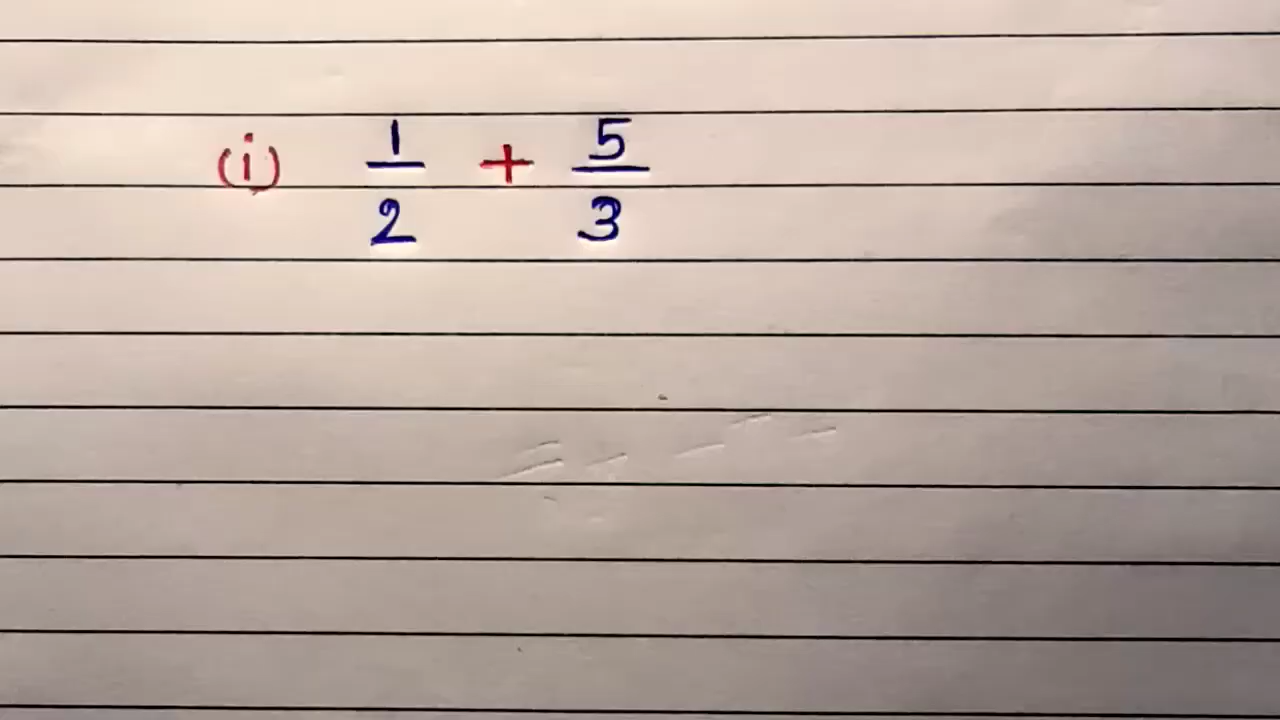 (i) 1/2 + 5/3